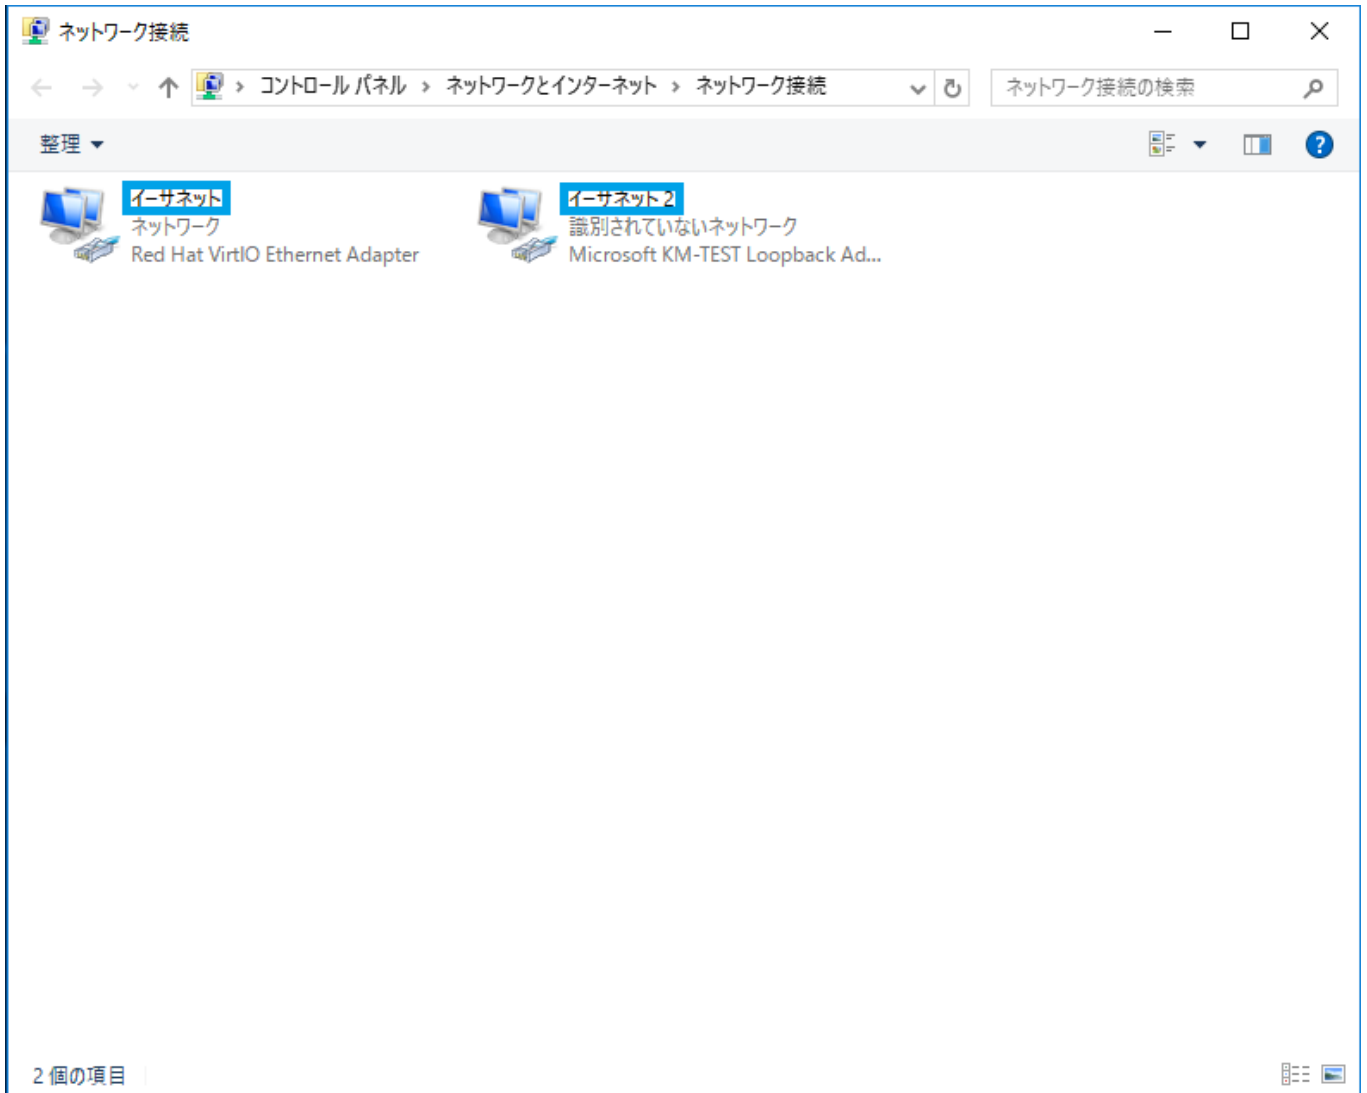 ネットワーク接続
コントロール パネル › ネットワークとインターネット › ネットワーク接続
ネットワーク接続の検索
整理
イーサネット
ネットワーク
Red Hat VirtIO Ethernet Adapter
イーサネット 2
識別されていないネットワーク
Microsoft KM-TEST Loopback Ad...
2 個の項目